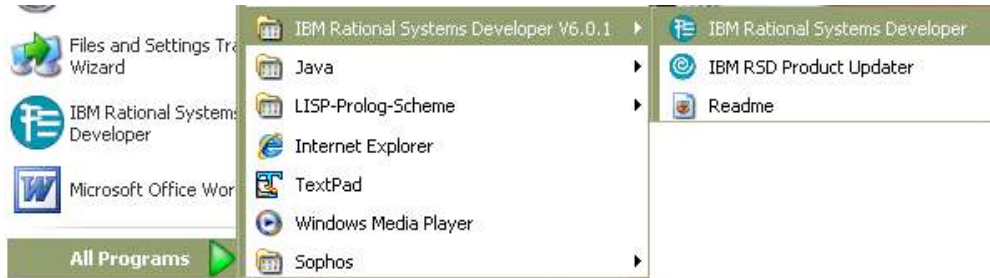 Files and Settings Tra
Wizard
IBM Rational Systems
Developer
Microsoft Office Wor
All Programs
IBM Rational Systems Developer V6.0.1
Java
LISP-Prolog-Scheme
Internet Explorer
TextPad
Windows Media Player
Sophos
IBM Rational Systems Developer
IBM RSD Product Updater
Readme